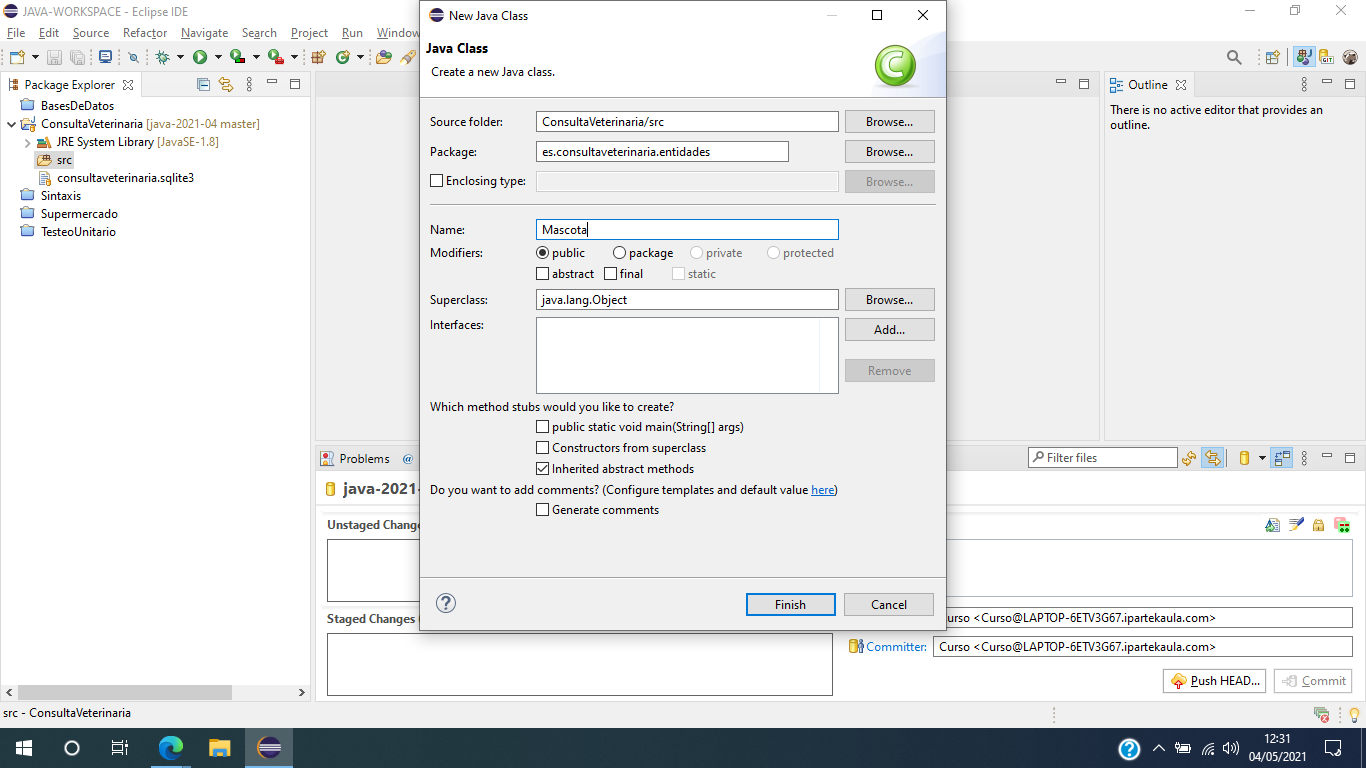 JAVA-WORKSPACE - Eclipse IDE
File Edit Source Refactor Navigate Search Project Run Window
Package Explorer
BasesDeDatos
ConsultaVeterinaria [java-2021-04 master]
JRE System Library [JavaSE-1.8]
src
consultaveterinaria.sqlite3
Sintaxis
Supermercado
TesteoUnitario
New Java Class
Java Class
Create a new Java class.
Source folder: ConsultaVeterinaria/src Browse...
Package: es.consultaveterinaria.entidades Browse...
Enclosing type: Browse...
Name: Mascota
Modifiers: public package private protected
abstract final static
Superclass: java.lang.Object Browse...
Interfaces: Add...
Remove
Which method stubs would you like to create?
public static void main(String[] args)
Constructors from superclass
Inherited abstract methods
Do you want to add comments? (Configure templates and default value here)
Generate comments
Finish Cancel
Outline
There is no active editor that provides an
outline.
Problems @ Filter files
java-2021-
Unstaged Change
Staged Changes
urso <Curso@LAPTOP-6ETV3G67.ipartekaula.com>
Committer: Curso <Curso@LAPTOP-6ETV3G67.ipartekaula.com>
Push HEAD... Commit
src - ConsultaVeterinaria
GIT
12:31
04/05/2021